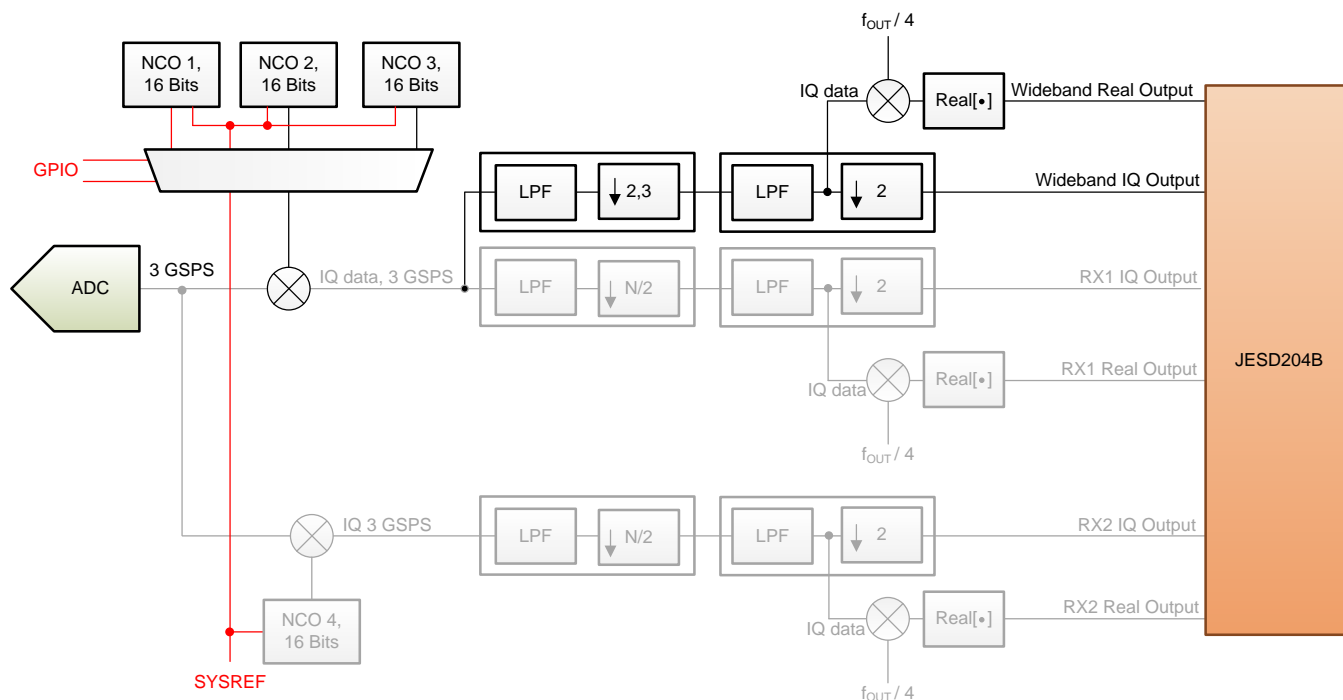 f_OUT / 4
NCO 1,
16 Bits
NCO 2,
16 Bits
NCO 3,
16 Bits
IQ data
Real[•]
Wideband Real Output
GPIO
LPF
2,3
LPF
2
Wideband IQ Output
ADC
3 GSPS
IQ data, 3 GSPS
LPF
N/2
LPF
2
RX1 IQ Output
JESD204B
IQ data
Real[•]
RX1 Real Output
f_OUT / 4
IQ 3 GSPS
LPF
N/2
LPF
2
RX2 IQ Output
NCO 4,
16 Bits
IQ data
Real[•]
RX2 Real Output
SYSREF
f_OUT / 4